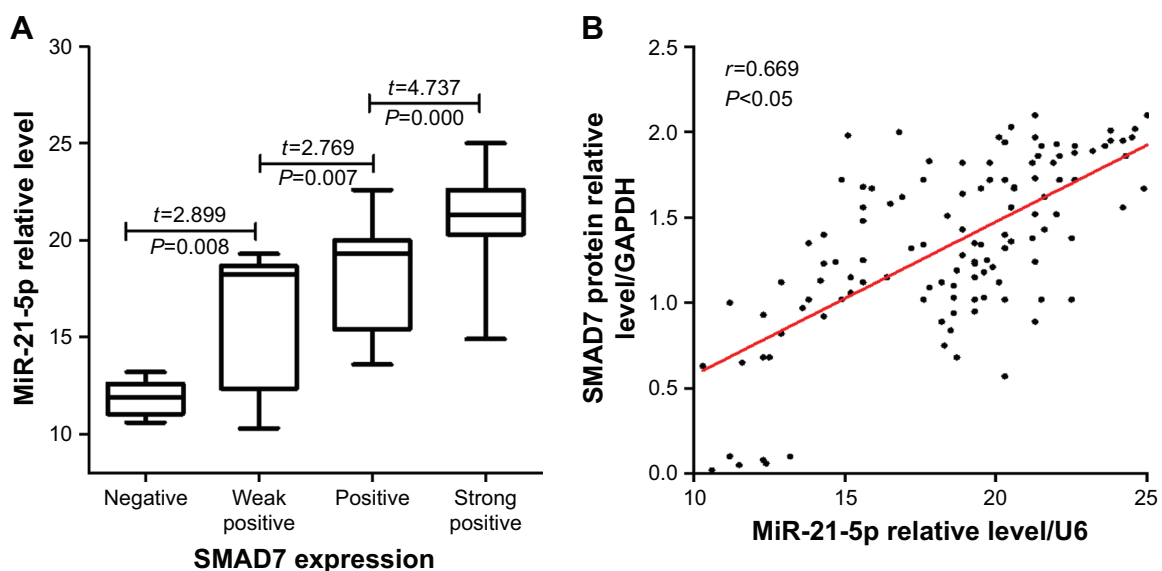 A
MiR-21-5p relative level
30
25
20
15
10
t=2.899
P=0.008
t=2.769
P=0.007
t=4.737
P=0.000
Negative
Weak
positive
Positive
Strong
positive
SMAD7 expression
B
SMAD7 protein relative
level/GAPDH
2.5
2.0
1.5
1.0
0.5
0.0
r=0.669
P<0.05
10
15
20
25
MiR-21-5p relative level/U6